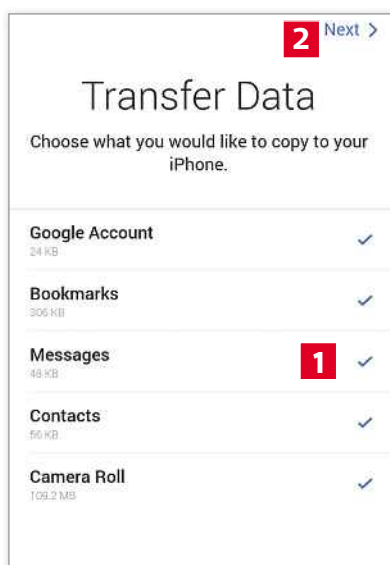 2 Next >
Transfer Data
Choose what you would like to copy to your
iPhone.
Google Account
24 KB
Bookmarks
306 KB
Messages 1
48 KB
Contacts
56 KB
Camera Roll
109.2 MB